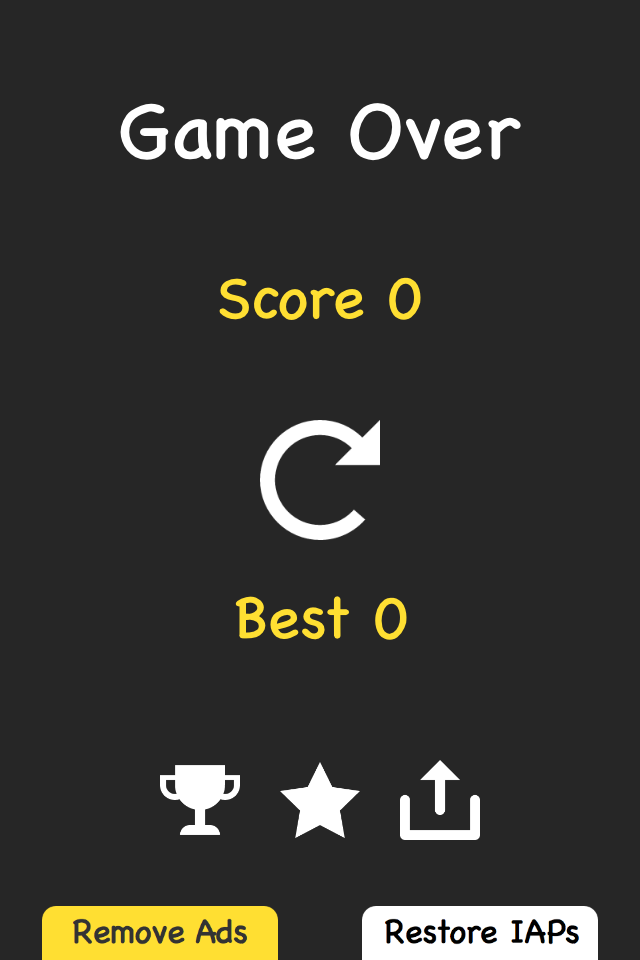 Game Over
Score 0
Best 0
Remove Ads
Restore IAPs